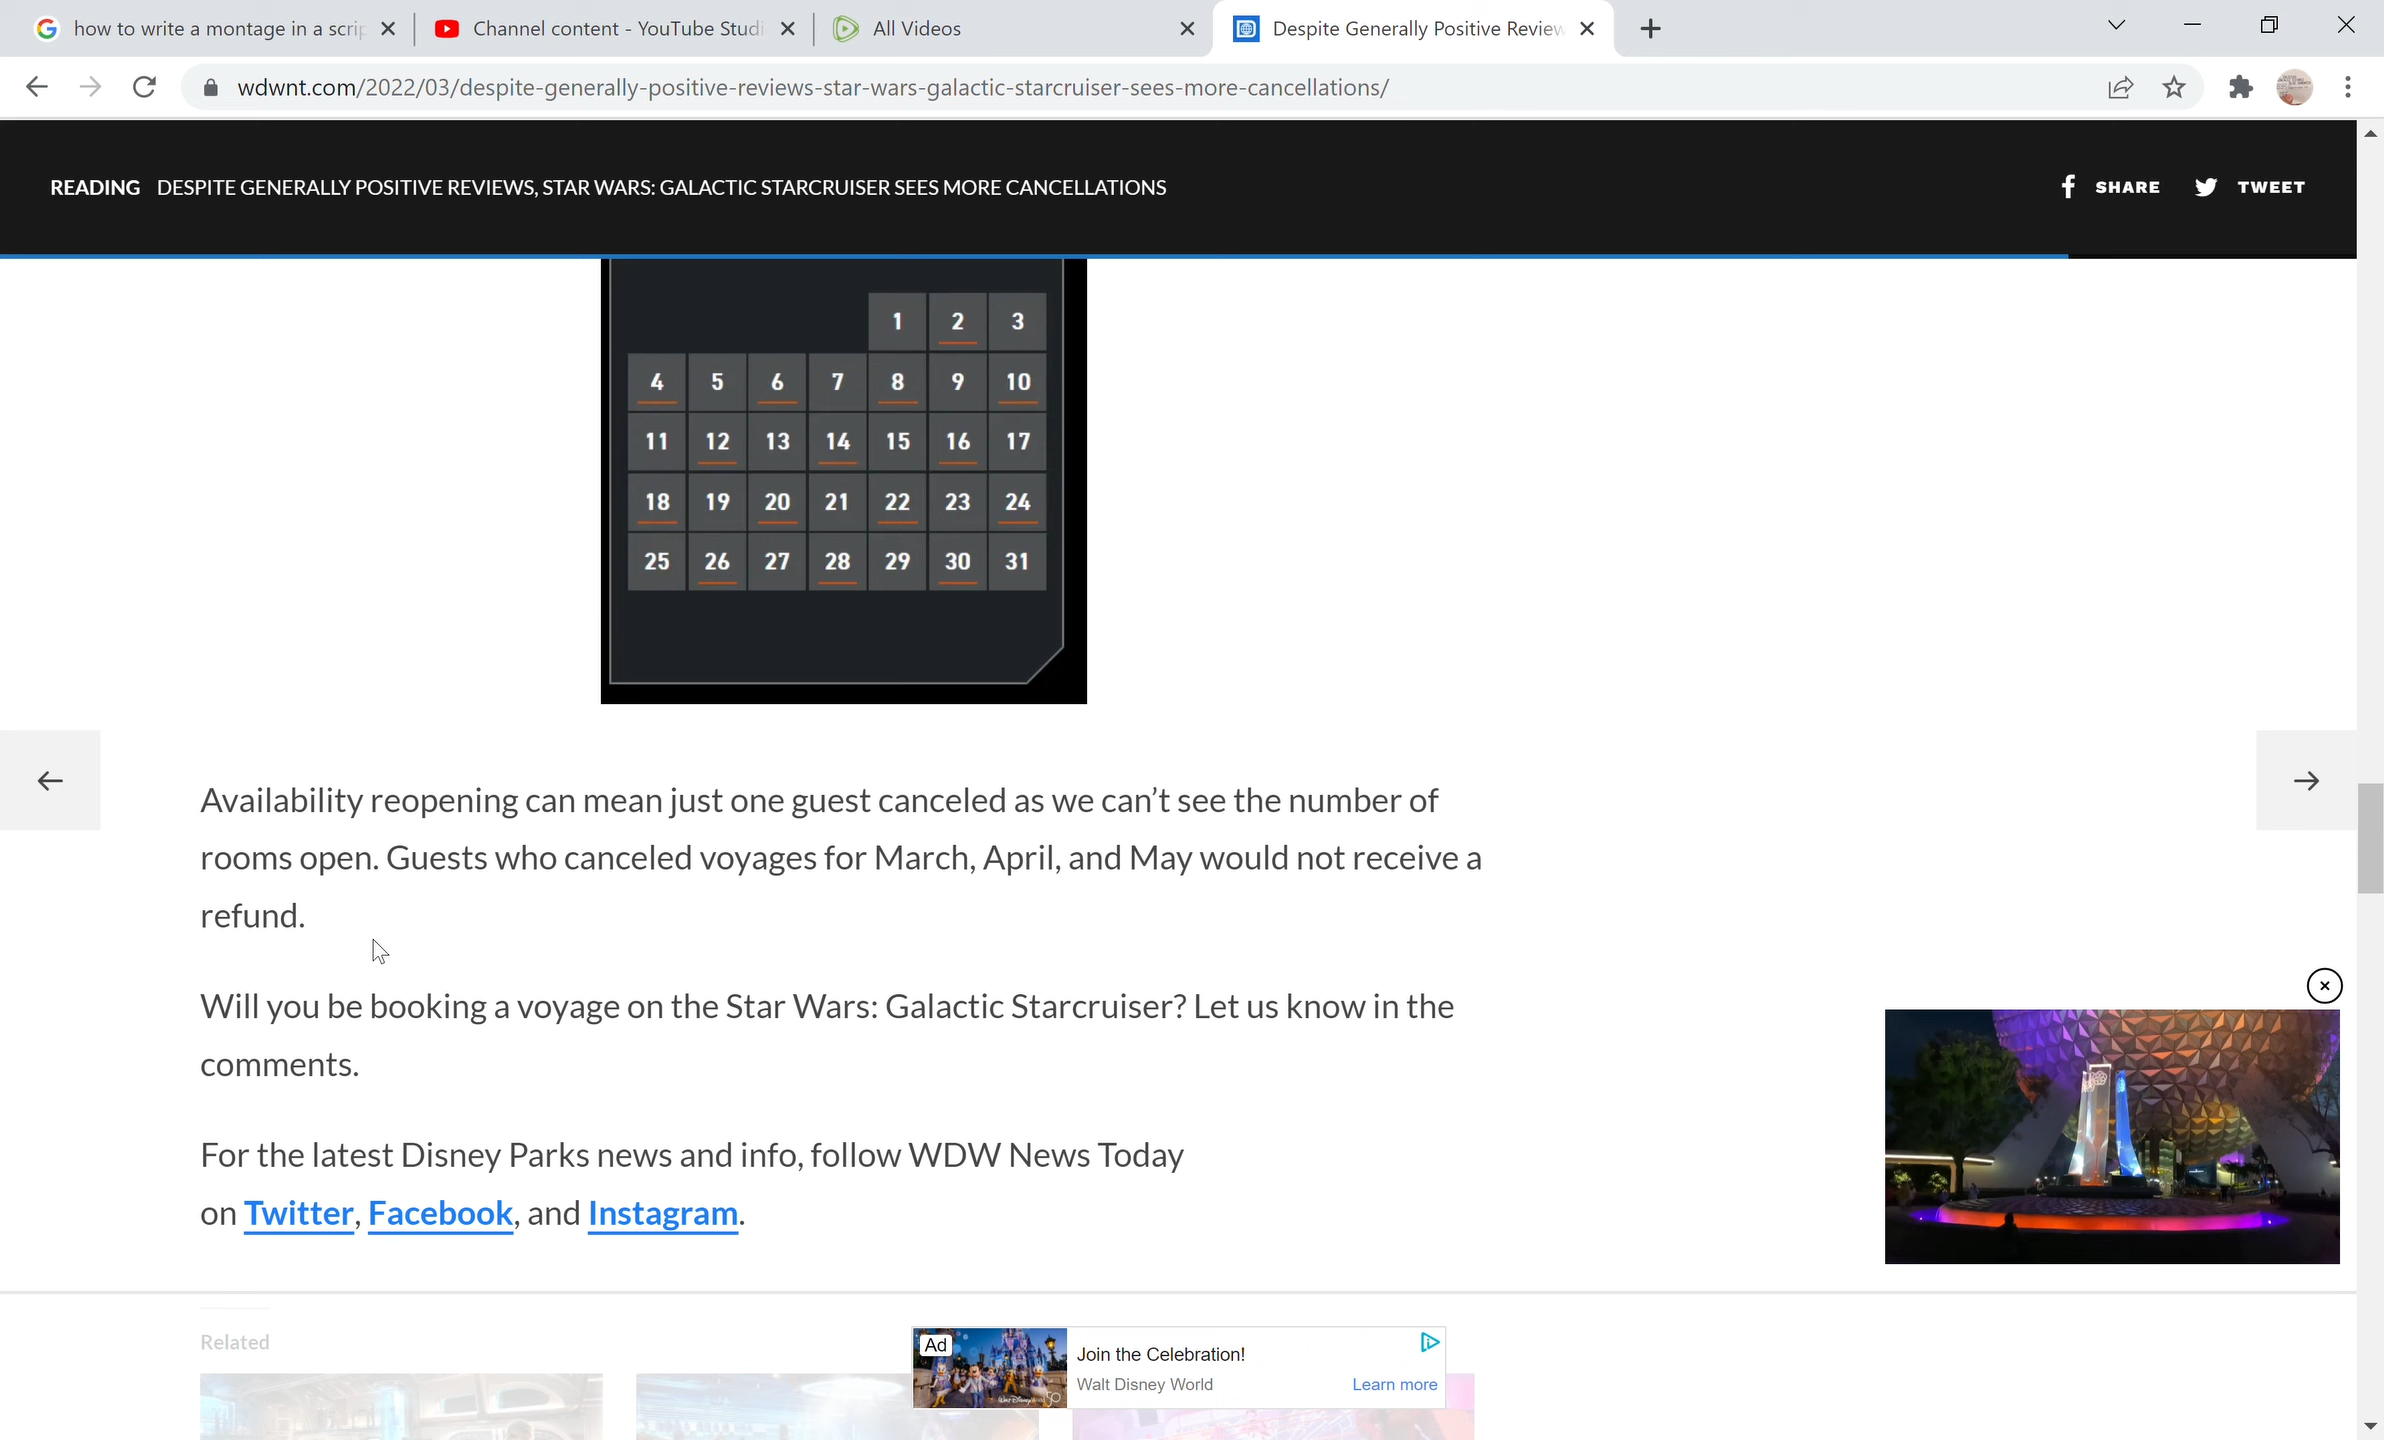 how to write a montage in a scrip
Channel content - YouTube Studi
All Videos
Despite Generally Positive Review
wdwnt.com/2022/03/despite-generally-positive-reviews-star-wars-galactic-starcruiser-sees-more-cancellations/
READING DESPITE GENERALLY POSITIVE REVIEWS, STAR WARS: GALACTIC STARCRUISER SEES MORE CANCELLATIONS
SHARE TWEET
1 2 3
4 5 6 7 8 9 10
11 12 13 14 15 16 17
18 19 20 21 22 23 24
25 26 27 28 29 30 31
Availability reopening can mean just one guest canceled as we can’t see the number of
rooms open. Guests who canceled voyages for March, April, and May would not receive a
refund.
Will you be booking a voyage on the Star Wars: Galactic Starcruiser? Let us know in the
comments.
For the latest Disney Parks news and info, follow WDW News Today
on Twitter, Facebook, and Instagram.
Related
Ad
Join the Celebration!
Walt Disney World
Learn more